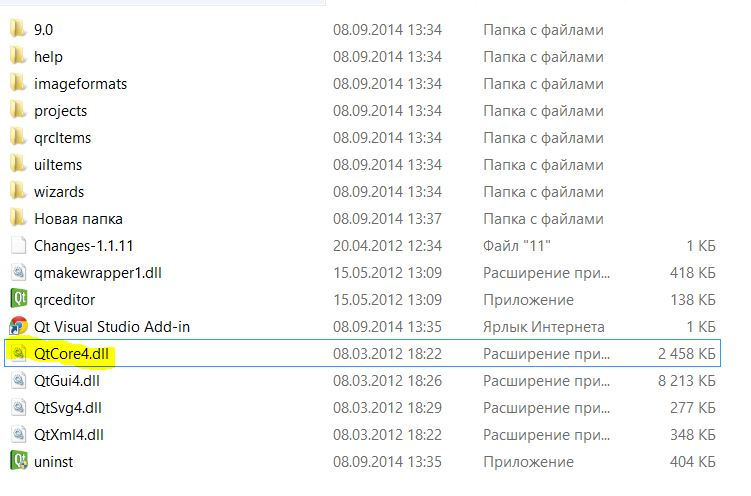 9.0 08.09.2014 13:34 Папка с файлами
help 08.09.2014 13:34 Папка с файлами
imageformats 08.09.2014 13:34 Папка с файлами
projects 08.09.2014 13:34 Папка с файлами
qrcItems 08.09.2014 13:34 Папка с файлами
uiItems 08.09.2014 13:34 Папка с файлами
wizards 08.09.2014 13:34 Папка с файлами
Новая папка 08.09.2014 13:37 Папка с файлами
Changes-1.1.11 20.04.2012 12:34 Файл "11" 1 КБ
qmakewrapper1.dll 15.05.2012 13:09 Расширение при... 418 КБ
qrceditor 15.05.2012 13:09 Приложение 138 КБ
Qt Visual Studio Add-in 08.09.2014 13:35 Ярлык Интернета 1 КБ
QtCore4.dll 08.03.2012 18:22 Расширение при... 2 458 КБ
QtGui4.dll 08.03.2012 18:26 Расширение при... 8 213 КБ
QtSvg4.dll 08.03.2012 18:29 Расширение при... 277 КБ
QtXml4.dll 08.03.2012 18:22 Расширение при... 348 КБ
uninst 08.09.2014 13:35 Приложение 404 КБ